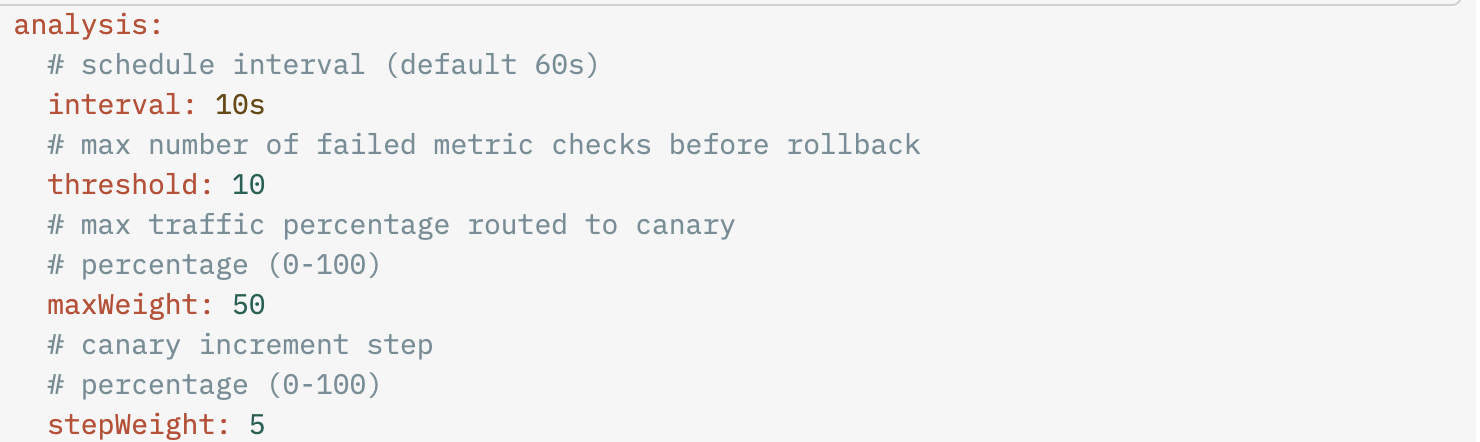 analysis:
  # schedule interval (default 60s)
  interval: 10s
  # max number of failed metric checks before rollback
  threshold: 10
  # max traffic percentage routed to canary
  # percentage (0-100)
  maxWeight: 50
  # canary increment step
  # percentage (0-100)
  stepWeight: 5